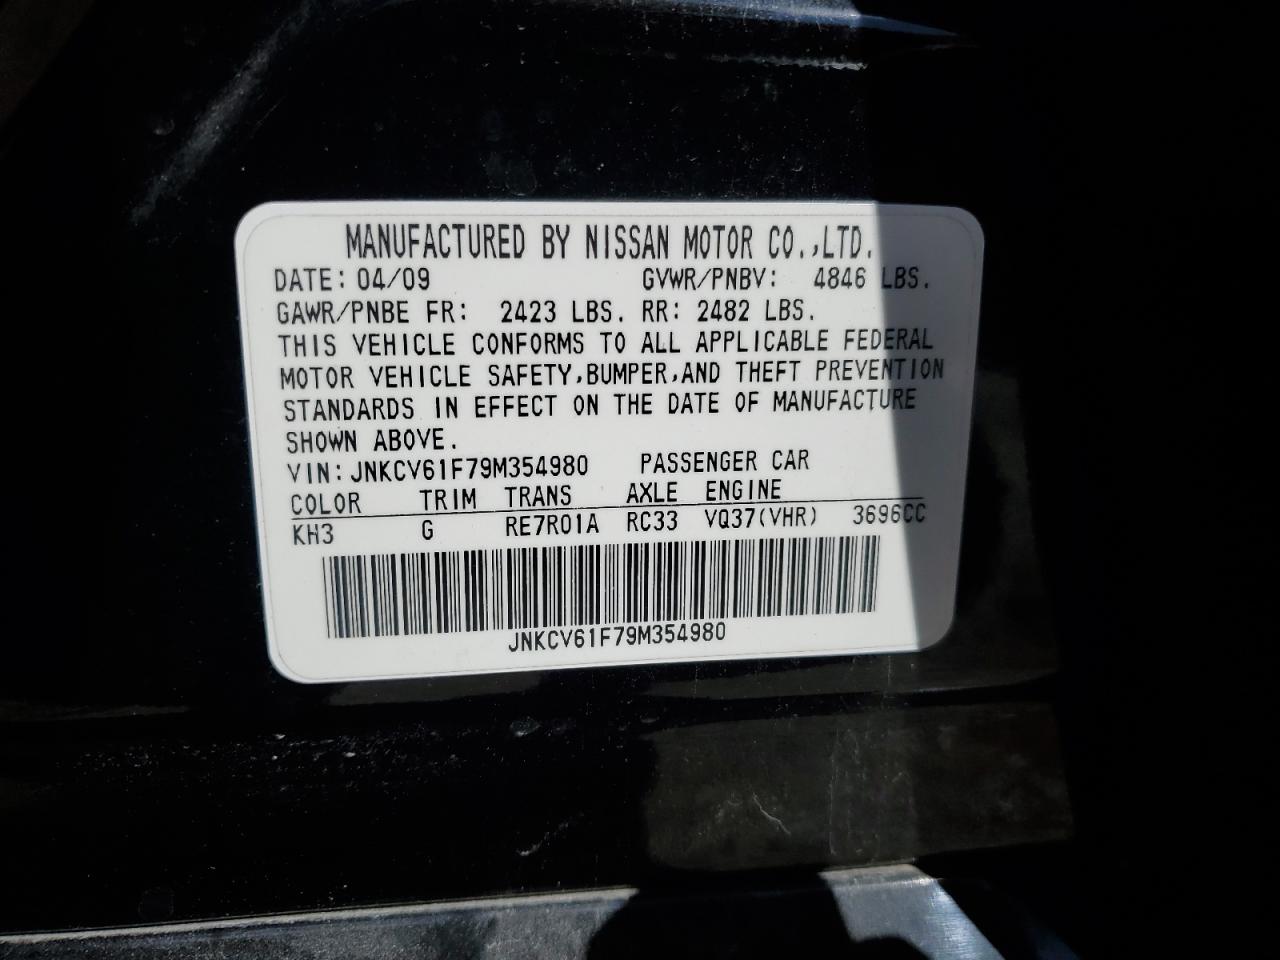 MANUFACTURED BY NISSAN MOTOR CO.,LTD.
DATE: 04/09 GVWR/PNBV: 4846 LBS.
GAWR/PNBE FR: 2423 LBS. RR: 2482 LBS.
THIS VEHICLE CONFORMS TO ALL APPLICABLE FEDERAL
MOTOR VEHICLE SAFETY,BUMPER,AND THEFT PREVENTION
STANDARDS IN EFFECT ON THE DATE OF MANUFACTURE
SHOWN ABOVE.
VIN:JNKCV61F79M354980 PASSENGER CAR
COLOR TRIM TRANS AXLE ENGINE
KH3 G RE7R01A RC33 VQ37(VHR) 3696CC
JNKCV61F79M354980